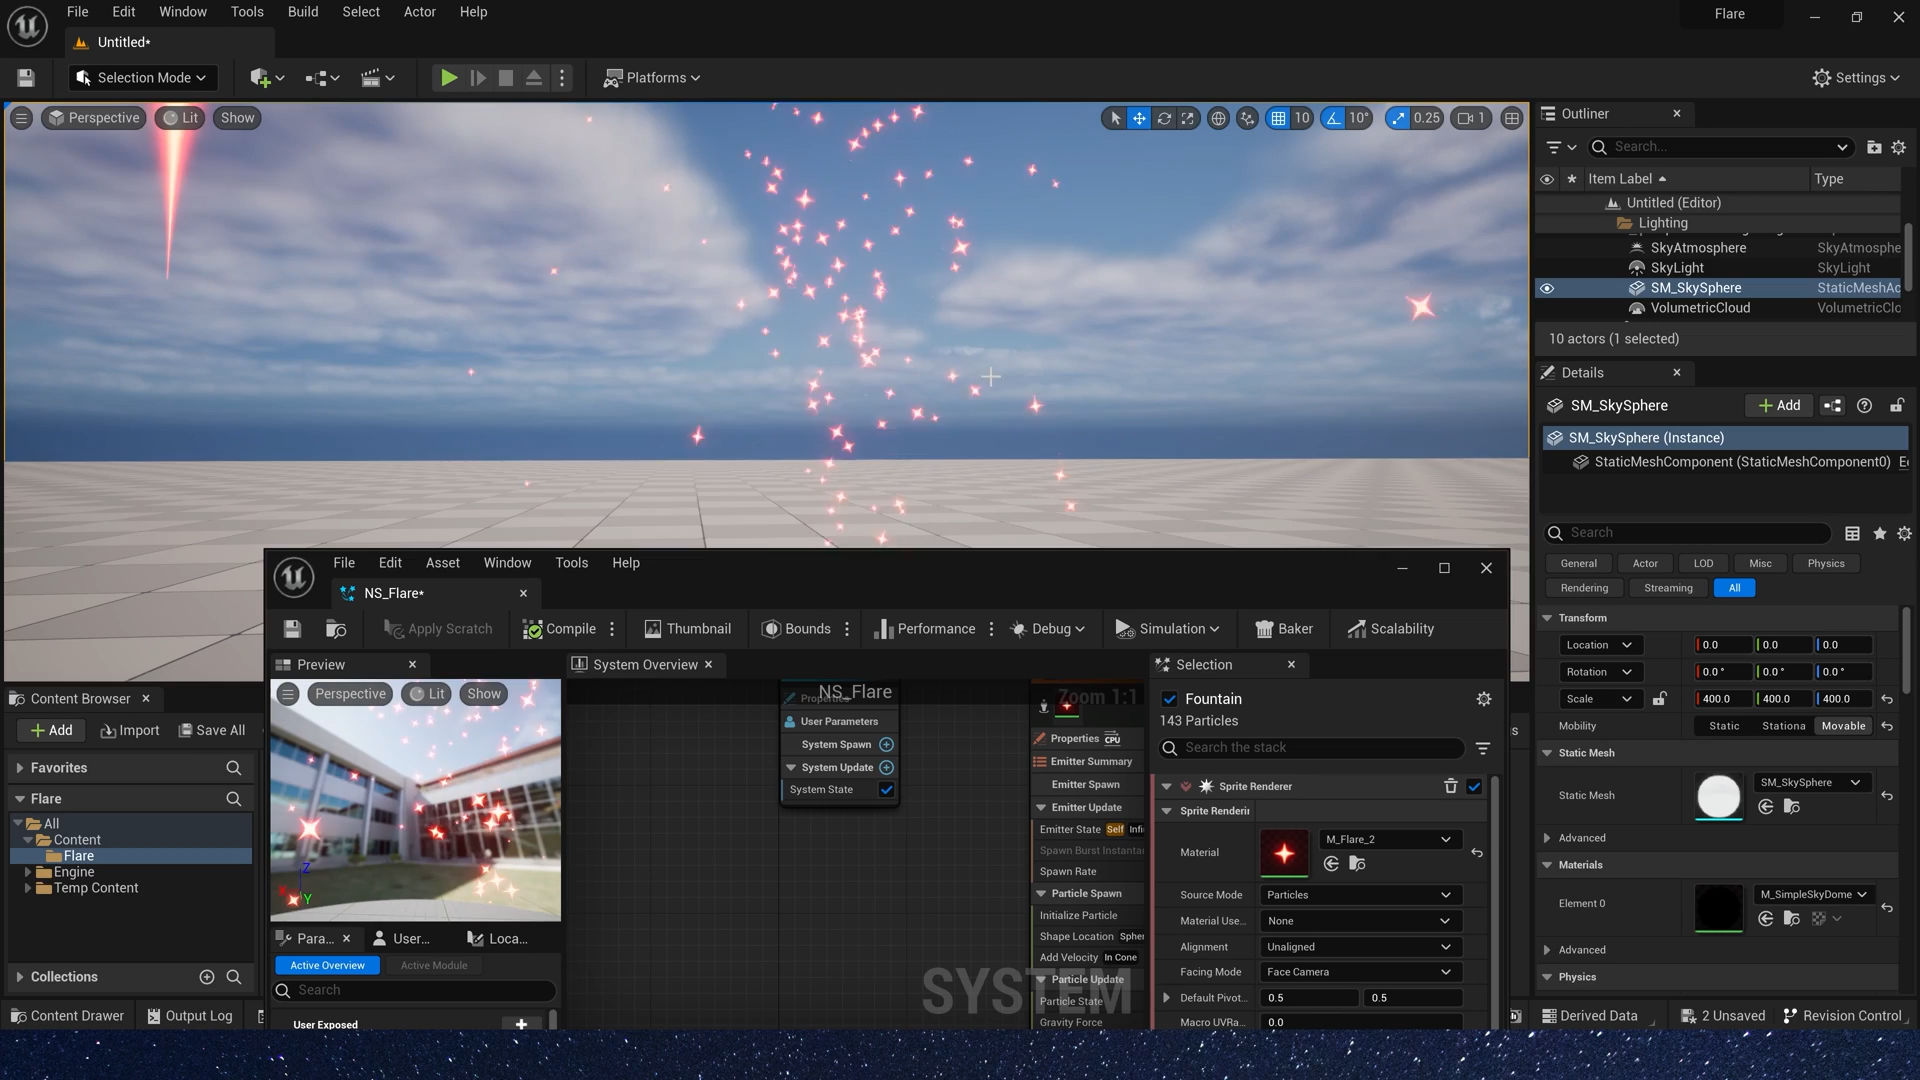 File Edit Window Tools Build Select Actor Help
Flare
Untitled*
Selection Mode
Platforms
Settings
Perspective
Lit
Show
10
10°
0.25
1
Outliner
Search...
Item Label
Type
Untitled (Editor)
Lighting
SkyAtmosphere SkyAtmosphe
SkyLight SkyLight
SM_SkySphere StaticMeshAc
VolumetricCloud VolumetricClo
10 actors (1 selected)
Details
SM_SkySphere
Add
SM_SkySphere (Instance)
StaticMeshComponent (StaticMeshComponent0)
Search
General Actor LOD Misc Physics
Rendering Streaming All
Transform
Location 0.0 0.0 0.0
Rotation 0.0° 0.0° 0.0°
Scale 400.0 400.0 400.0
Mobility Static Stationa Movable
Static Mesh
Static Mesh SM_SkySphere
Advanced
Materials
Element 0 M_SimpleSkyDome
Advanced
Physics
File Edit Asset Window Tools Help
NS_Flare*
Apply Scratch
Compile
Thumbnail
Bounds
Performance
Debug
Simulation
Baker
Scalability
Preview
Perspective
Lit
Show
Z
X
Y
Para...
User...
Loca...
Active Overview
Active Module
Search
User Exposed
System Overview
NS_Flare
Properties
User Parameters
System Spawn
System Update
System State
Zoom 1:1
Properties CPU
Emitter Summary
Emitter Spawn
Emitter Update
Emitter State Self Infi
Spawn Burst Instantan
Spawn Rate
Particle Spawn
Initialize Particle
Shape Location Spher
Add Velocity In Cone
Particle Update
Particle State
Gravity Force
SYSTEM
Selection
Fountain
143 Particles
Search the stack
Sprite Renderer
Sprite Renderi
Material M_Flare_2
Source Mode Particles
Material Use... None
Alignment Unaligned
Facing Mode Face Camera
Default Pivot... 0.5 0.5
Macro UVRa... 0.0
Content Browser
Add
Import
Save All
Favorites
Flare
All
Content
Flare
Engine
Temp Content
Collections
Content Drawer
Output Log
Derived Data
2 Unsaved
Revision Control